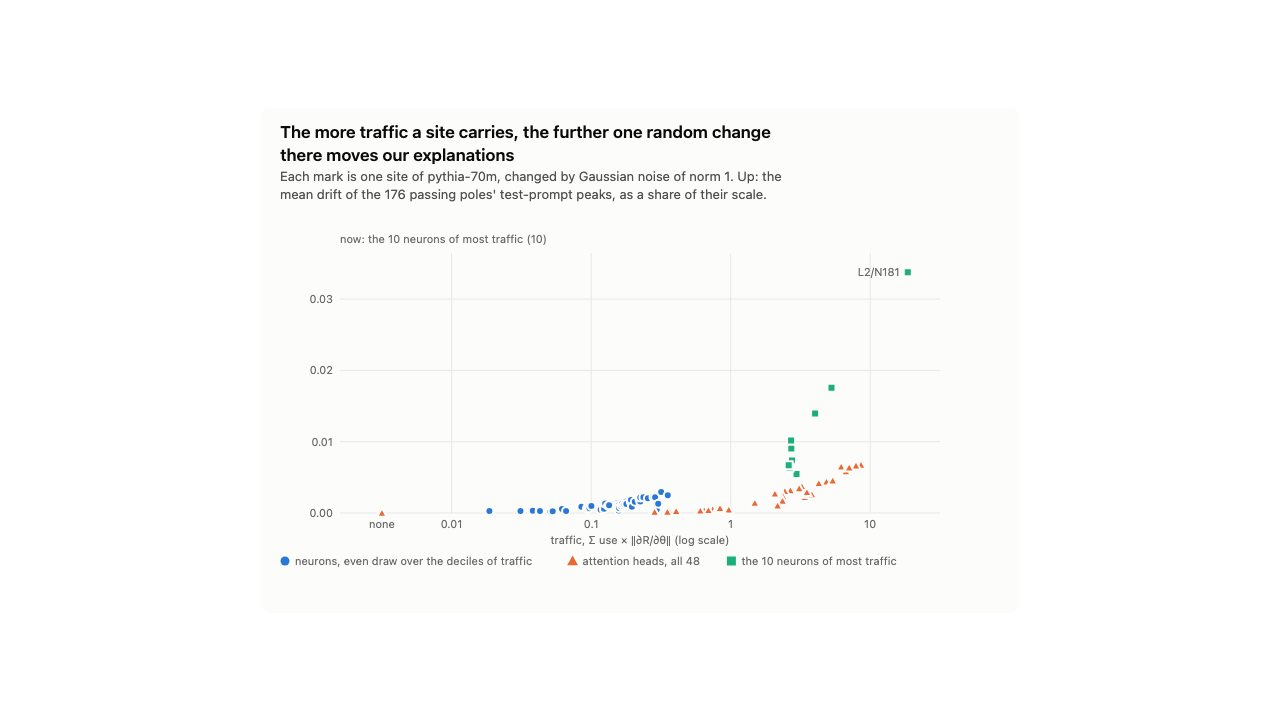 The more traffic a site carries, the further one random change
there moves our explanations
Each mark is one site of pythia-70m, changed by Gaussian noise of norm 1. Up: the
mean drift of the 176 passing poles' test-prompt peaks, as a share of their scale.
now: the 10 neurons of most traffic (10)
L2/N181
0.03
0.02
0.01
0.00
none 0.01 0.1 1 10
traffic, Σ use × ‖∂R/∂θ‖ (log scale)
neurons, even draw over the deciles of traffic attention heads, all 48 the 10 neurons of most traffic